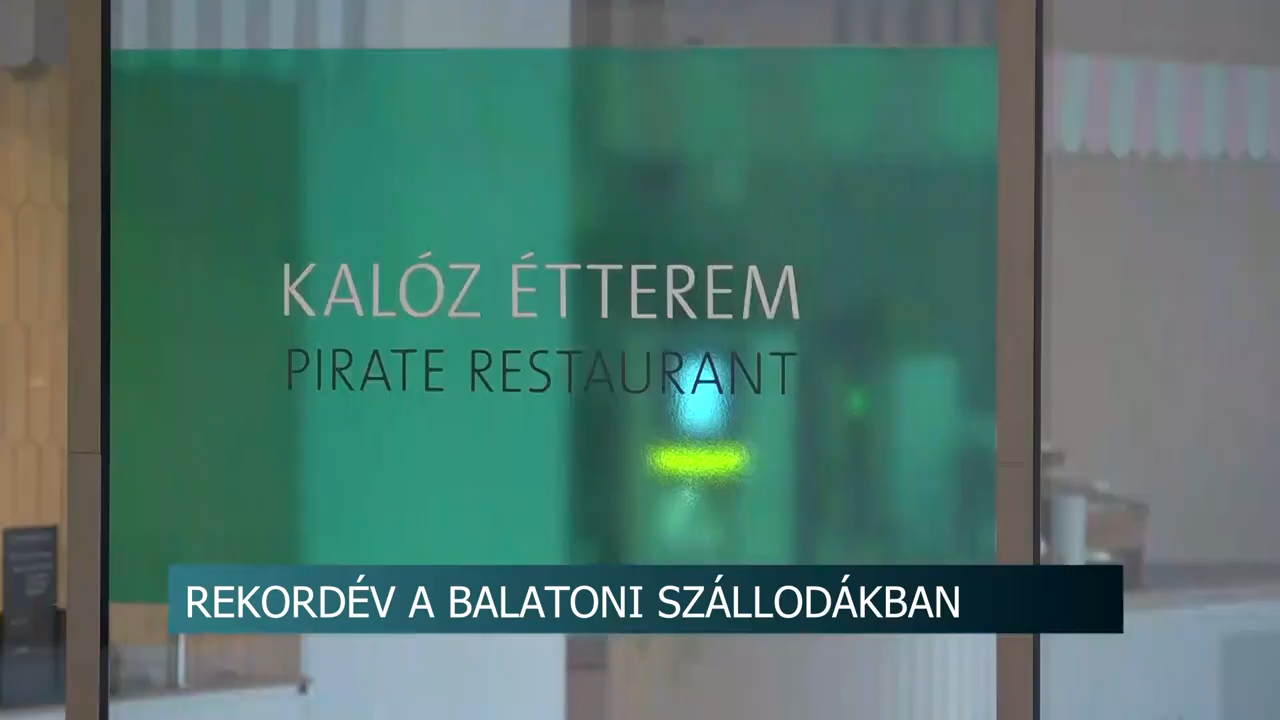 KALÓZ ÉTTEREM
PIRATE RESTAURANT
REKORDÉV A BALATONI SZÁLLODÁKBAN